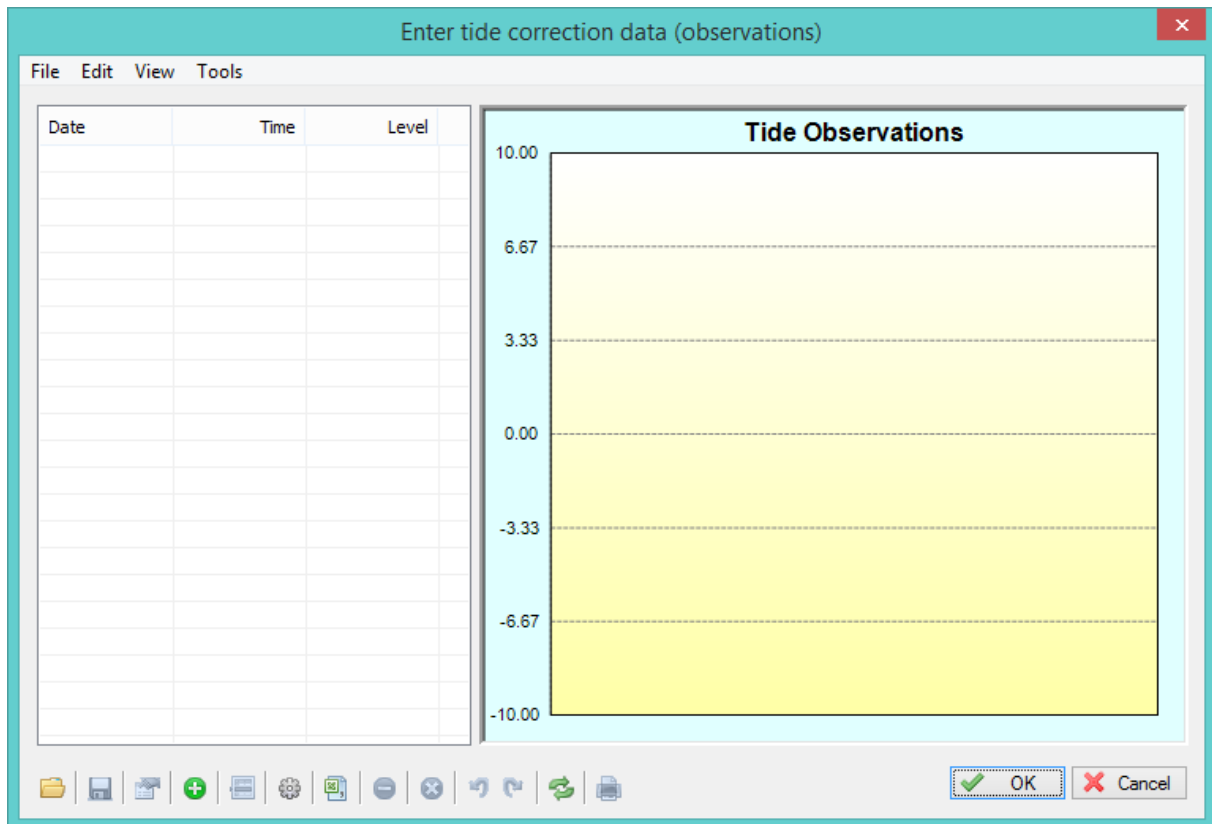 Enter tide correction data (observations)
File Edit View Tools
Date Time Level
Tide Observations
10.00
6.67
3.33
0.00
-3.33
-6.67
-10.00
OK Cancel